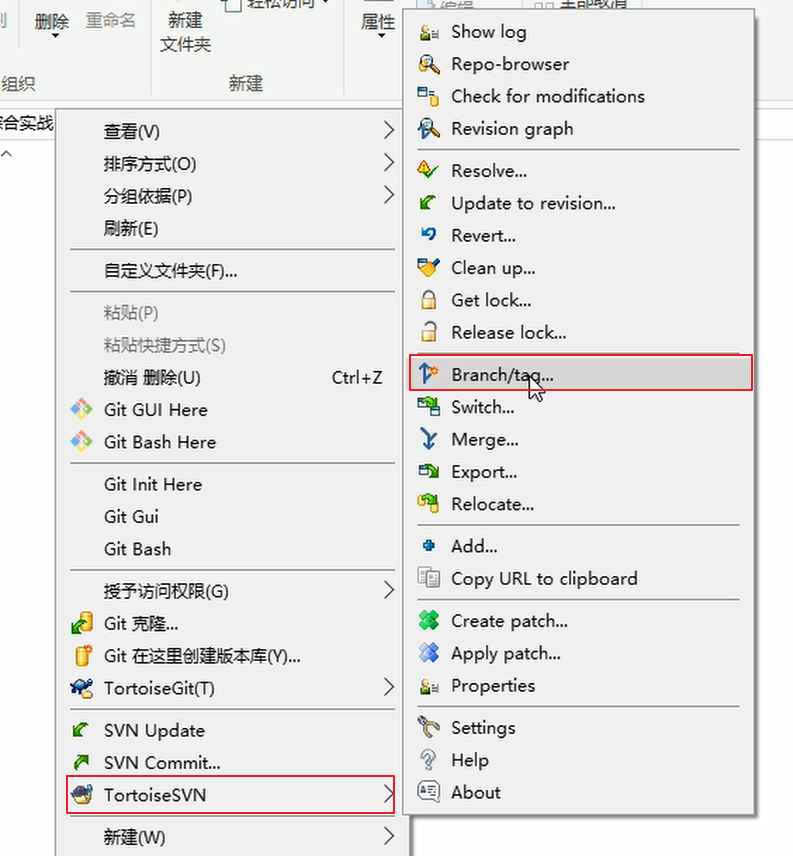 删除
重命名
新建
文件夹
轻松访问
属性
编辑
全部取消
组织
新建
综合实战
查看(V)
排序方式(O)
分组依据(P)
刷新(E)
自定义文件夹(F)...
粘贴(P)
粘贴快捷方式(S)
撤消 删除(U) Ctrl+Z
Git GUI Here
Git Bash Here
Git Init Here
Git Gui
Git Bash
授予访问权限(G)
Git 克隆...
Git 在这里创建版本库(Y)...
TortoiseGit(T)
SVN Update
SVN Commit...
TortoiseSVN
新建(W)
Show log
Repo-browser
Check for modifications
Revision graph
Resolve...
Update to revision...
Revert...
Clean up...
Get lock...
Release lock...
Branch/tag...
Switch...
Merge...
Export...
Relocate...
Add...
Copy URL to clipboard
Create patch...
Apply patch...
Properties
Settings
Help
About